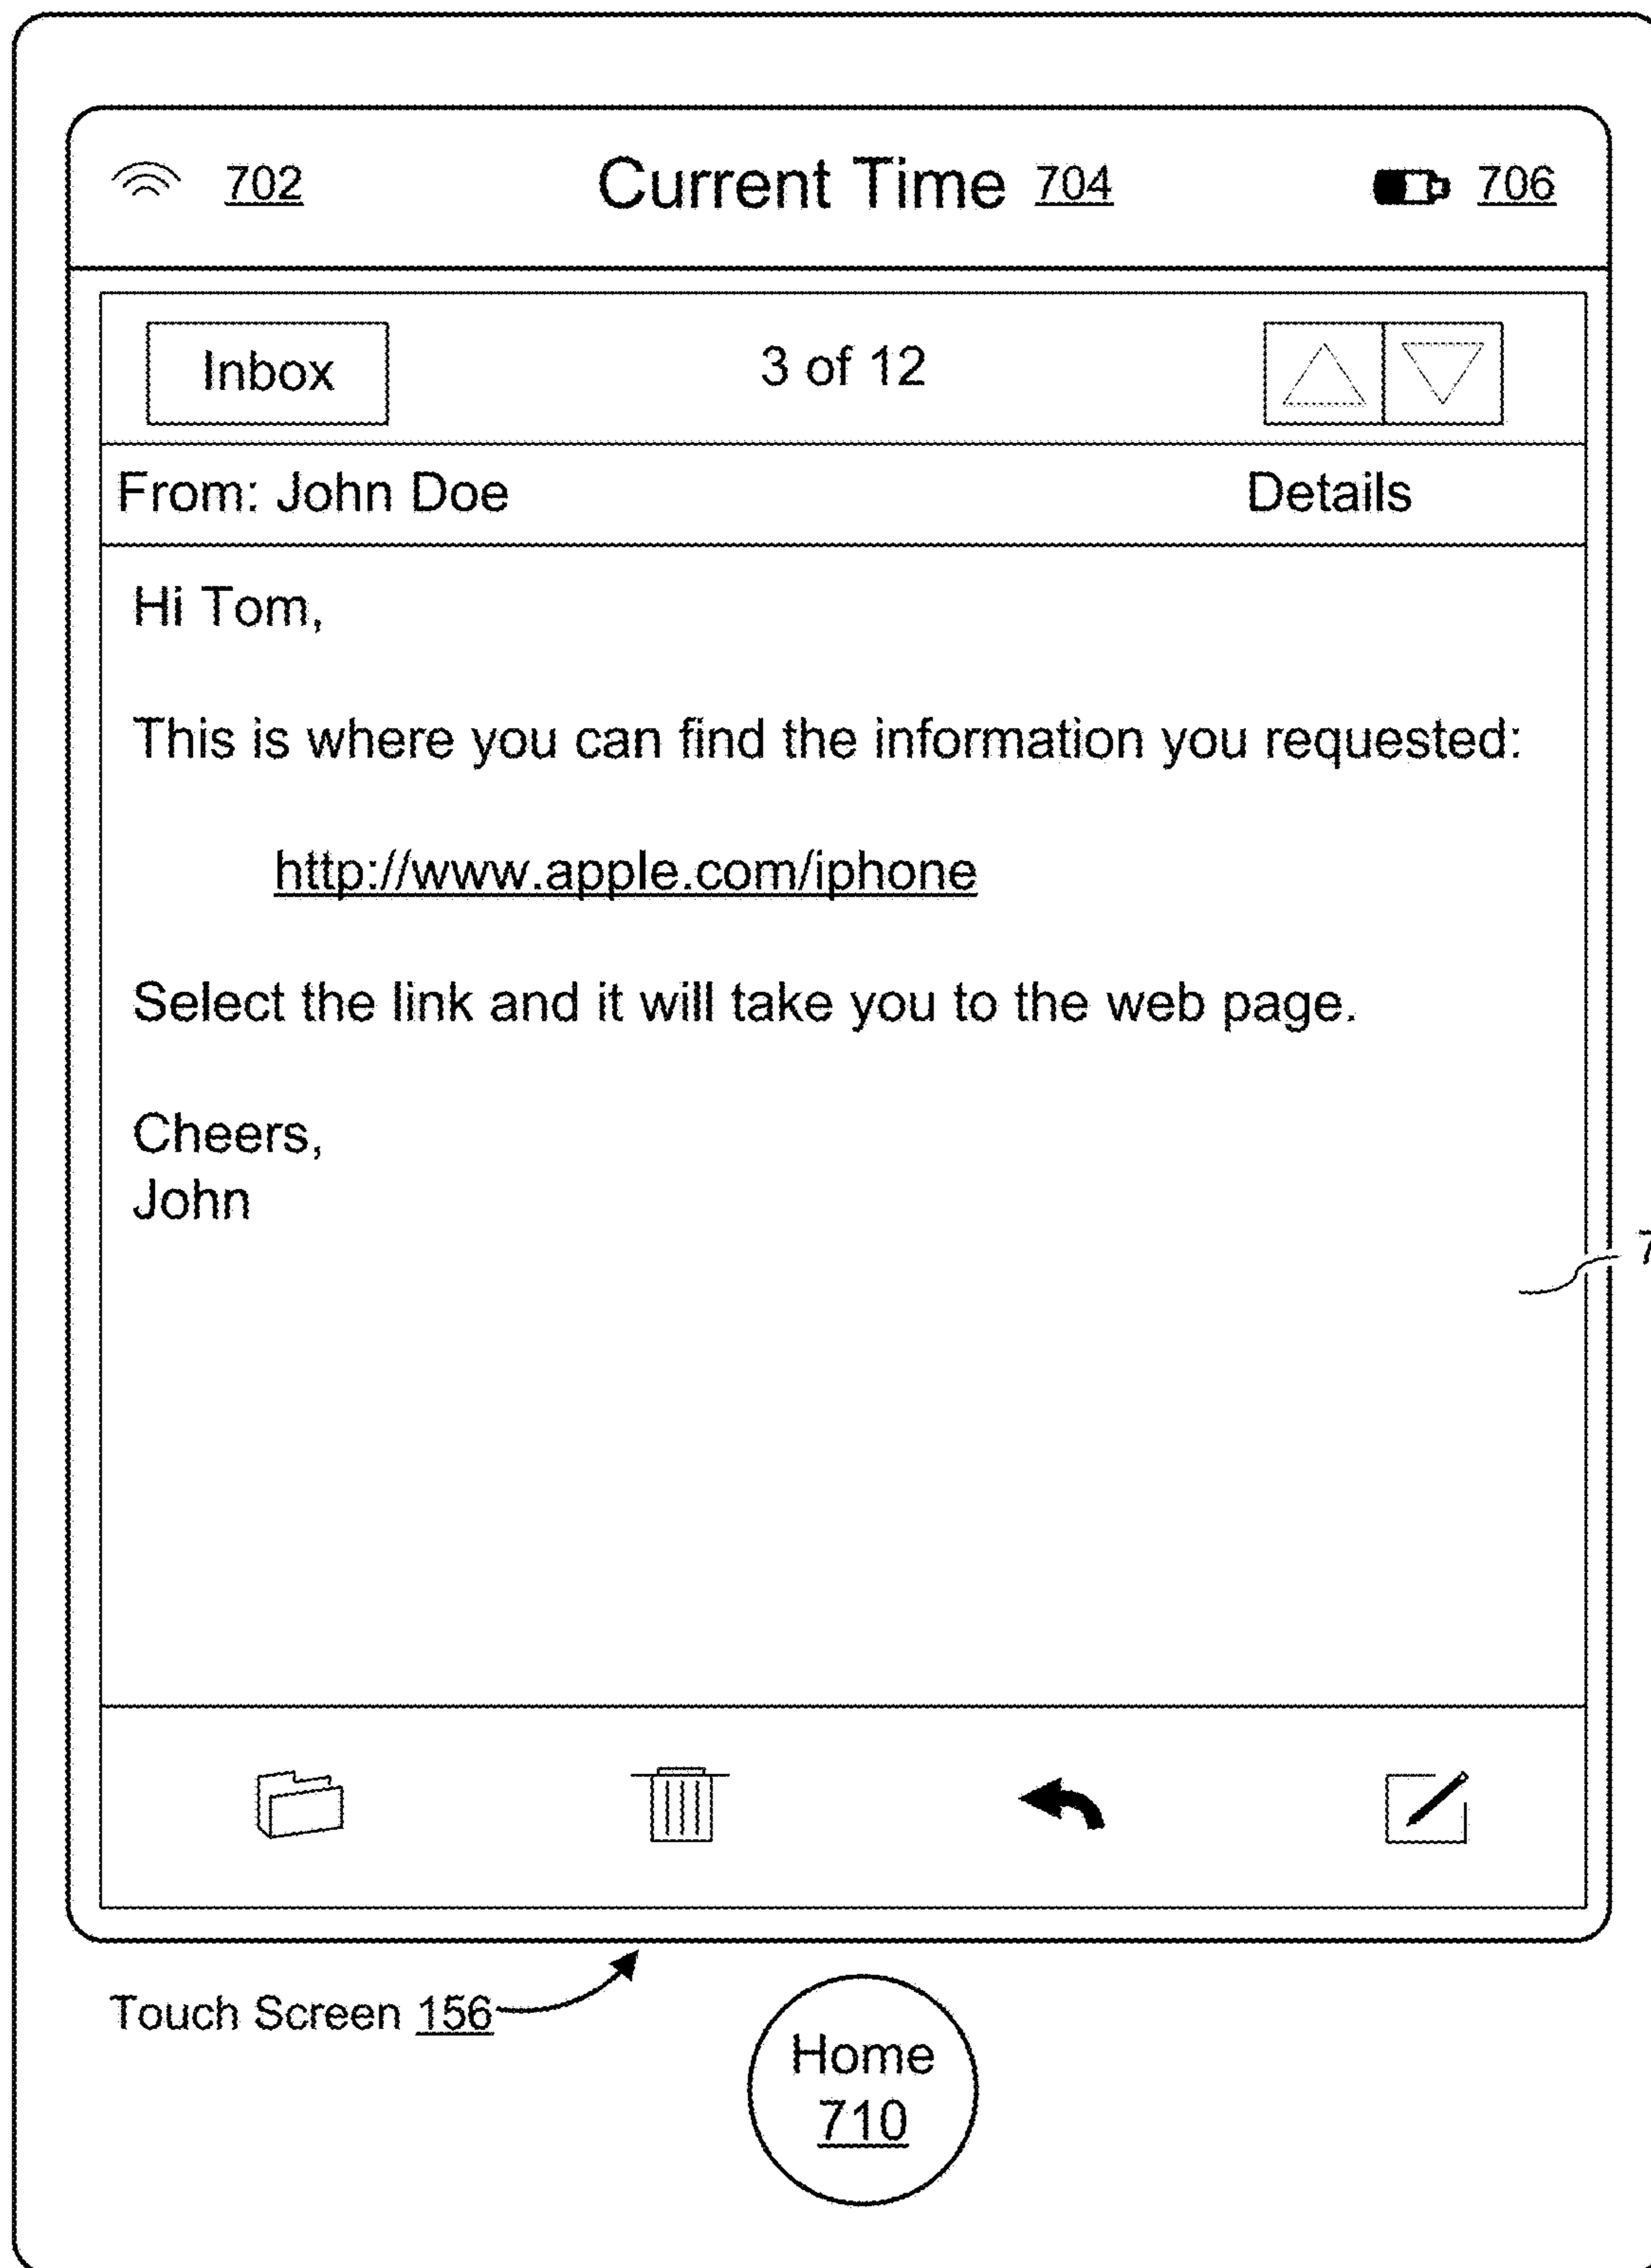 702 Current Time 704 706
Inbox 3 of 12
From: John Doe Details
Hi Tom,
This is where you can find the information you requested:
http://www.apple.com/iphone
Select the link and it will take you to the web page.
Cheers,
John
Touch Screen 156
Home
710